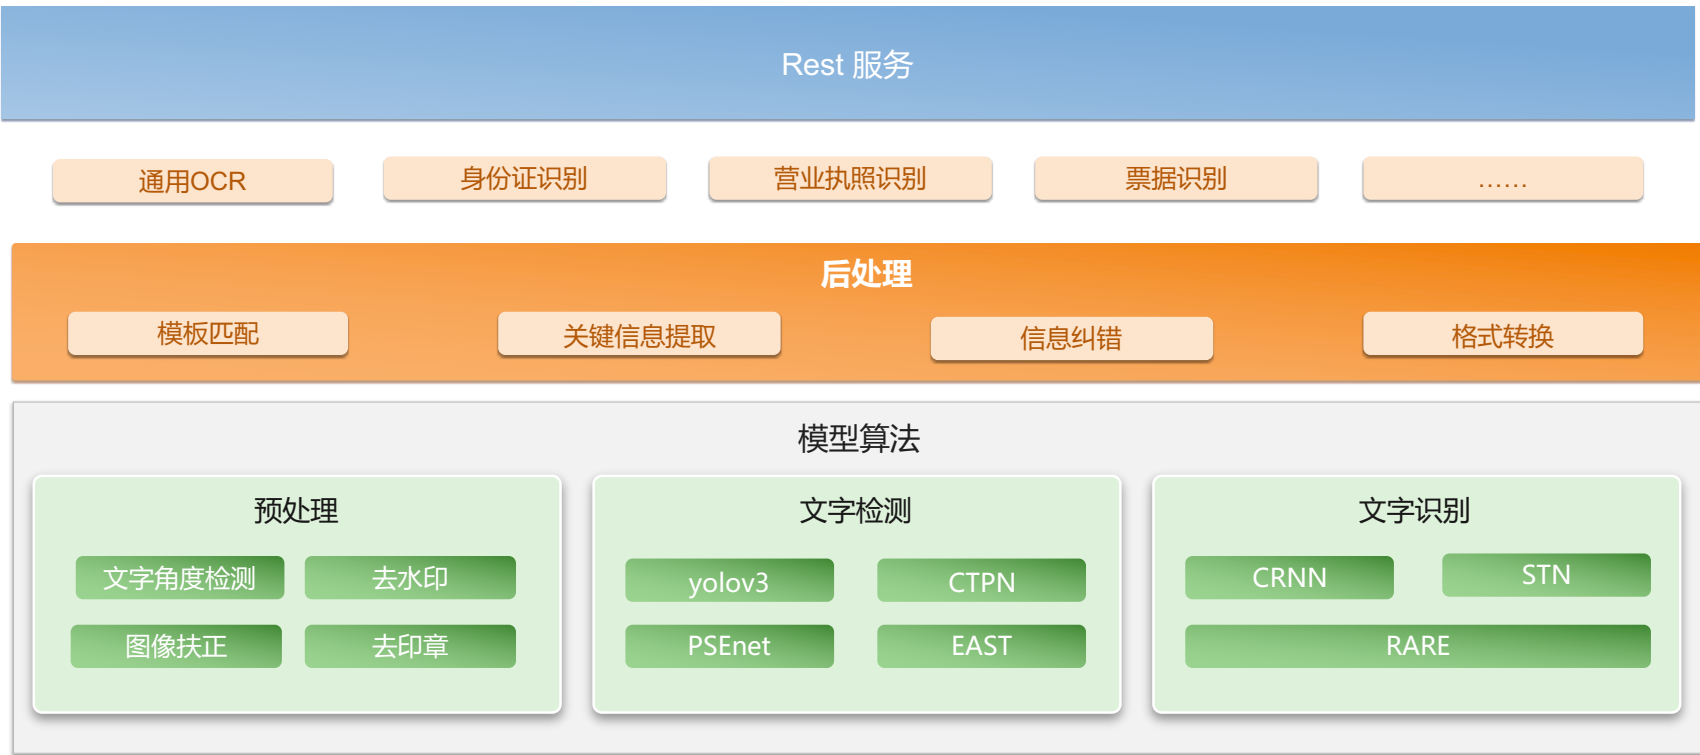 Rest 服务
通用OCR
身份证识别
营业执照识别
票据识别
……
后处理
模板匹配
关键信息提取
信息纠错
格式转换
模型算法
预处理
文字角度检测
去水印
图像扶正
去印章
文字检测
yolov3
CTPN
PSEnet
EAST
文字识别
CRNN
STN
RARE